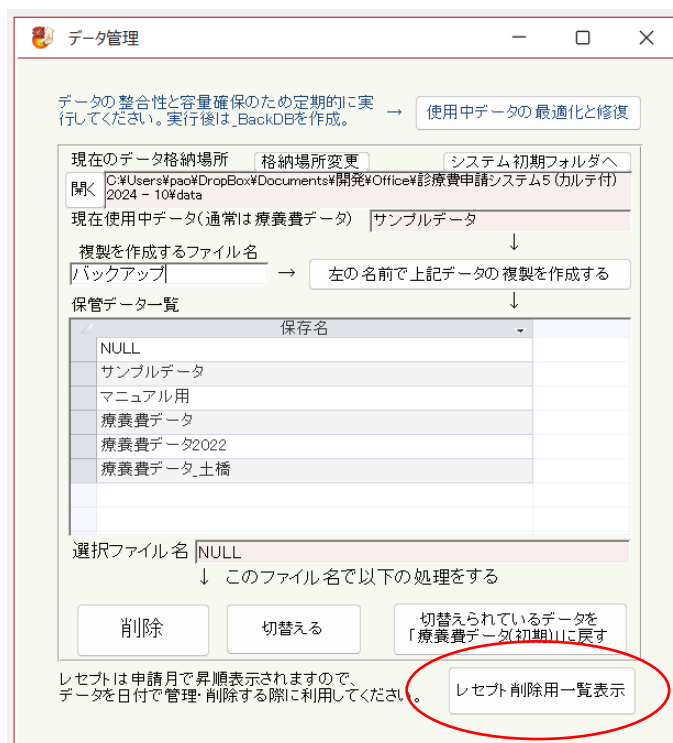 データ管理
データの整合性と容量確保のため定期的に実
行してください。実行後は_BackDBを作成。
→
使用中データの最適化と修復
現在のデータ格納場所
格納場所変更
システム初期フォルダへ
開く
C:¥Users¥pao¥DropBox¥Documents¥開発¥Office¥診療費申請システム5 (カルテ付)
2024 - 10¥data
現在使用中データ(通常は療養費データ)
サンプルデータ
↓
複製を作成するファイル名
バックアップ
→
左の名前で上記データの複製を作成する
保管データ一覧
↓
保存名
NULL
サンプルデータ
マニュアル用
療養費データ
療養費データ2022
療養費データ_土橋
選択ファイル名
NULL
↓ このファイル名で以下の処理をする
削除
切替える
切替えられているデータを
「療養費データ(初期)」に戻す
レセプトは申請月で昇順表示されますので、
データを日付で管理・削除する際に利用してください。
レセプト削除用一覧表示